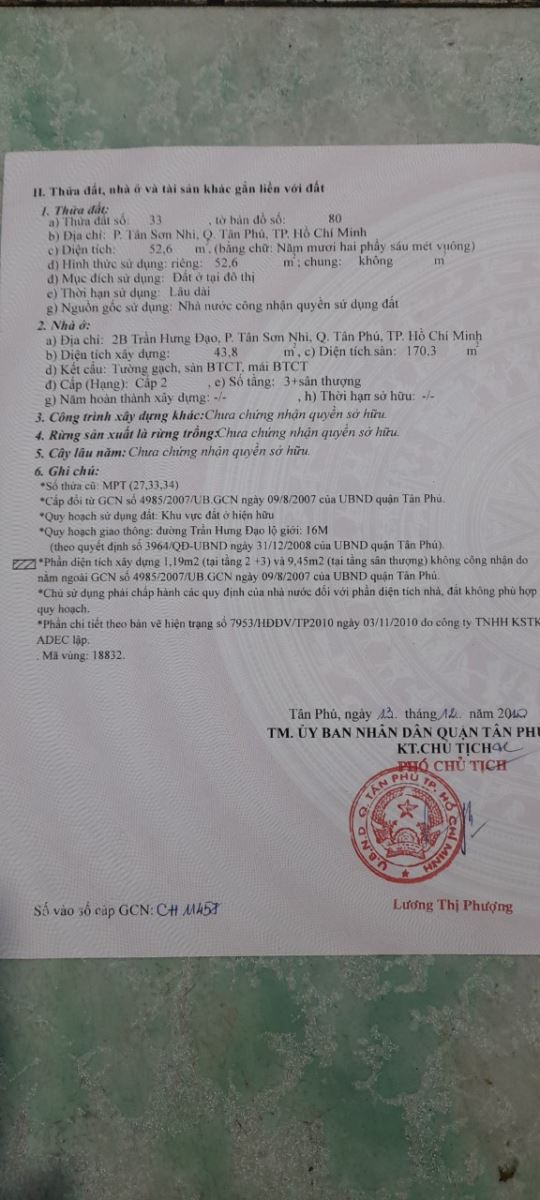 II. Thửa đất, nhà ở và tài sản khác gắn liền với đất
1. Thửa đất:
a) Thửa đất số: 33 , tờ bản đồ số: 80
b) Địa chỉ: P. Tân Sơn Nhì, Q. Tân Phú, TP. Hồ Chí Minh
c) Diện tích: 52,6 m², (bằng chữ: Năm mươi hai phẩy sáu mét vuông)
d) Hình thức sử dụng: riêng: 52,6 m²; chung: không m
đ) Mục đích sử dụng: Đất ở tại đô thị
e) Thời hạn sử dụng: Lâu dài
g) Nguồn gốc sử dụng: Nhà nước công nhận quyền sử dụng đất
2. Nhà ở:
a) Địa chỉ: 2B Trần Hưng Đạo, P. Tân Sơn Nhì, Q. Tân Phú, TP. Hồ Chí Minh
b) Diện tích xây dựng: 43,8 m², c) Diện tích sàn: 170,3 m²
d) Kết cấu: Tường gạch, sàn BTCT, mái BTCT
đ) Cấp (Hạng): Cấp 2 , e) Số tầng: 3+sân thượng
g) Năm hoàn thành xây dựng: -/- , h) Thời hạn sở hữu: -/-
3. Công trình xây dựng khác:Chưa chứng nhận quyền sở hữu.
4. Rừng sản xuất là rừng trồng:Chưa chứng nhận quyền sở hữu.
5. Cây lâu năm: Chưa chứng nhận quyền sở hữu.
6. Ghi chú:
*Số thửa cũ: MPT (27,33,34)
*Cấp đổi từ GCN số 4985/2007/UB.GCN ngày 09/8/2007 của UBND quận Tân Phú.
*Quy hoạch sử dụng đất: Khu vực đất ở hiện hữu
*Quy hoạch giao thông: đường Trần Hưng Đạo lộ giới: 16M
(theo quyết định số 3964/QĐ-UBND ngày 31/12/2008 của UBND quận Tân Phú).
*Phần diện tích xây dựng 1,19m2 (tại tầng 2 +3) và 9,45m2 (tại tầng sân thượng) không công nhận do
nằm ngoài GCN số 4985/2007/UB.GCN ngày 09/8/2007 của UBND quận Tân Phú.
*Chủ sử dụng phải chấp hành các quy định của nhà nước đối với phần diện tích nhà, đất không phù hợp
quy hoạch.
*Phần chi tiết theo bản vẽ hiện trạng số 7953/HĐĐV/TP2010 ngày 03/11/2010 do công ty TNHH KSTK
ADEC lập.
. Mã vùng: 18832.
Tân Phú, ngày 13. tháng 12. năm 2010
TM. ỦY BAN NHÂN DÂN QUẬN TÂN PHÚ
KT.CHỦ TỊCH
PHÓ CHỦ TỊCH
U.B.N.D Q. TÂN PHÚ TP. HỒ CHÍ MINH
Số vào sổ cấp GCN: CH 11451
Lương Thị Phượng